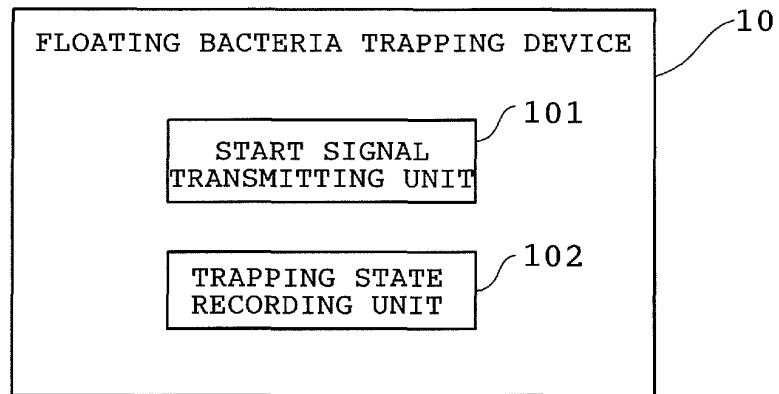 10
FLOATING BACTERIA TRAPPING DEVICE
101
START SIGNAL
TRANSMITTING UNIT
102
TRAPPING STATE
RECORDING UNIT